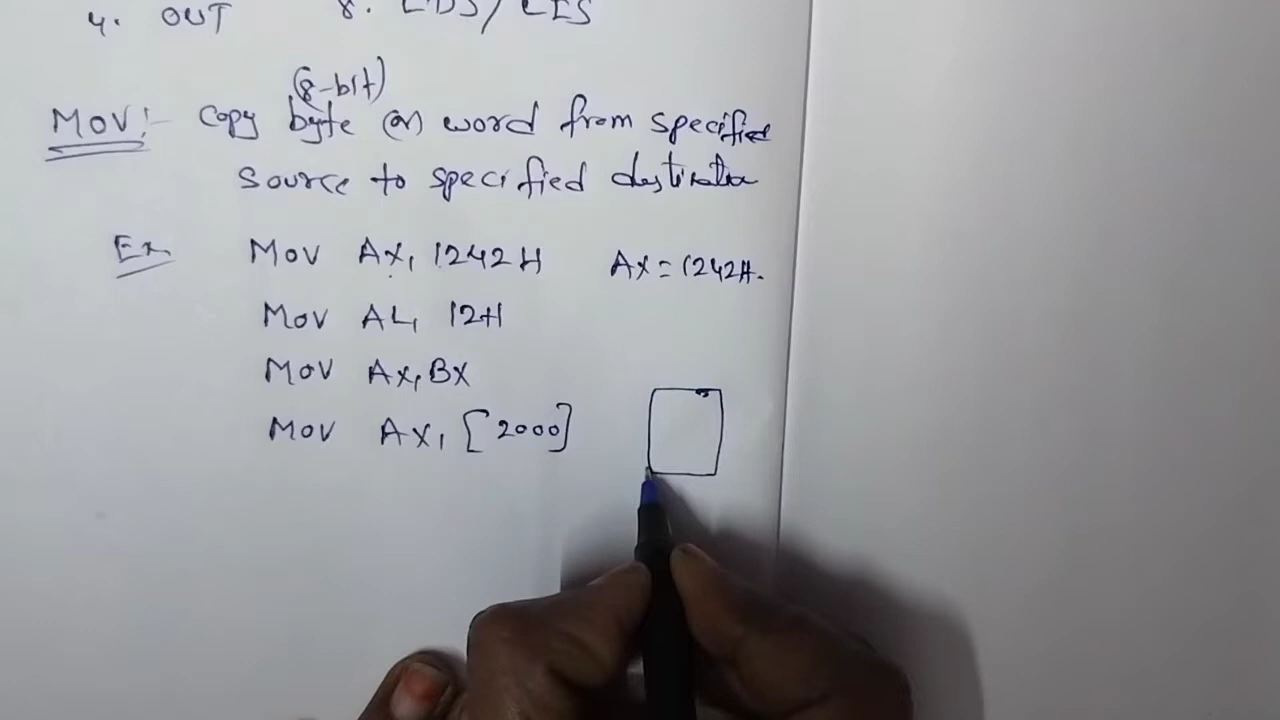 4. OUT 8. LDS/LES
(8-bit)
MOV:- Copy byte (or) word from specified
source to specified destination
Ex. MOV AX, 1242H AX = 1242H.
MOV AL, 12H
MOV AX, BX
MOV AX, [2000]